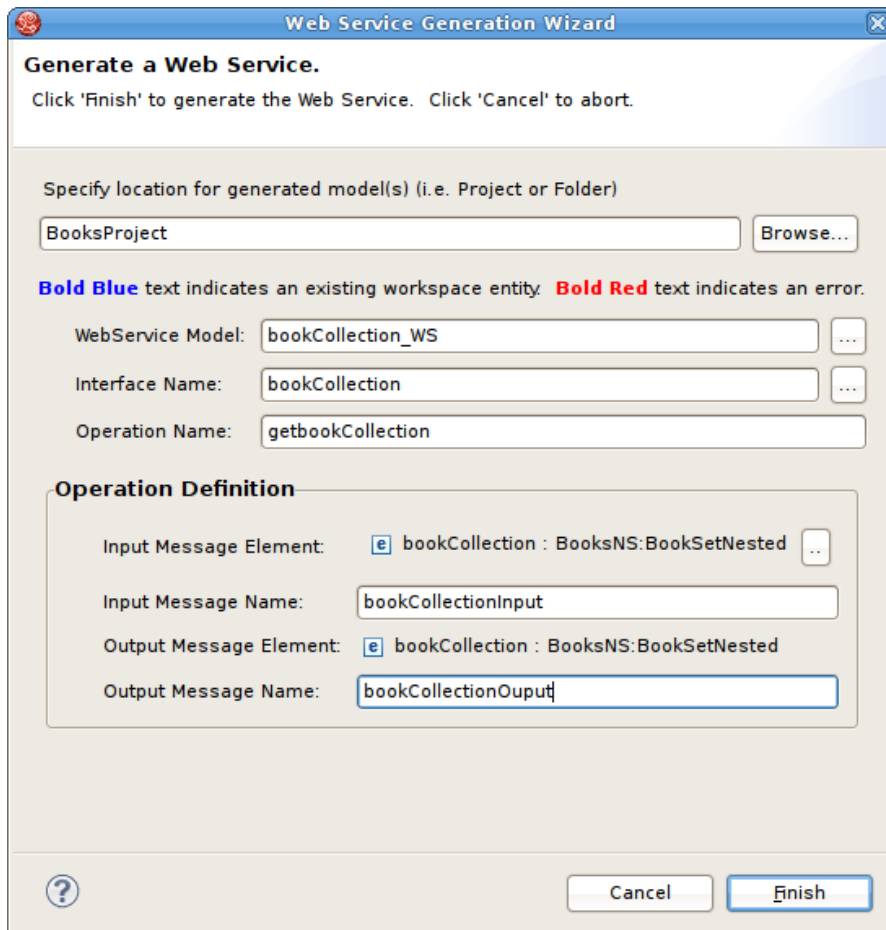 Web Service Generation Wizard
Generate a Web Service.
Click 'Finish' to generate the Web Service. Click 'Cancel' to abort.
Specify location for generated model(s) (i.e. Project or Folder)
BooksProject Browse...
Bold Blue text indicates an existing workspace entity. Bold Red text indicates an error.
WebService Model: bookCollection_WS ...
Interface Name: bookCollection ...
Operation Name: getbookCollection
Operation Definition
Input Message Element: e bookCollection : BooksNS:BookSetNested ..
Input Message Name: bookCollectionInput
Output Message Element: e bookCollection : BooksNS:BookSetNested
Output Message Name: bookCollectionOuput
? Cancel Finish